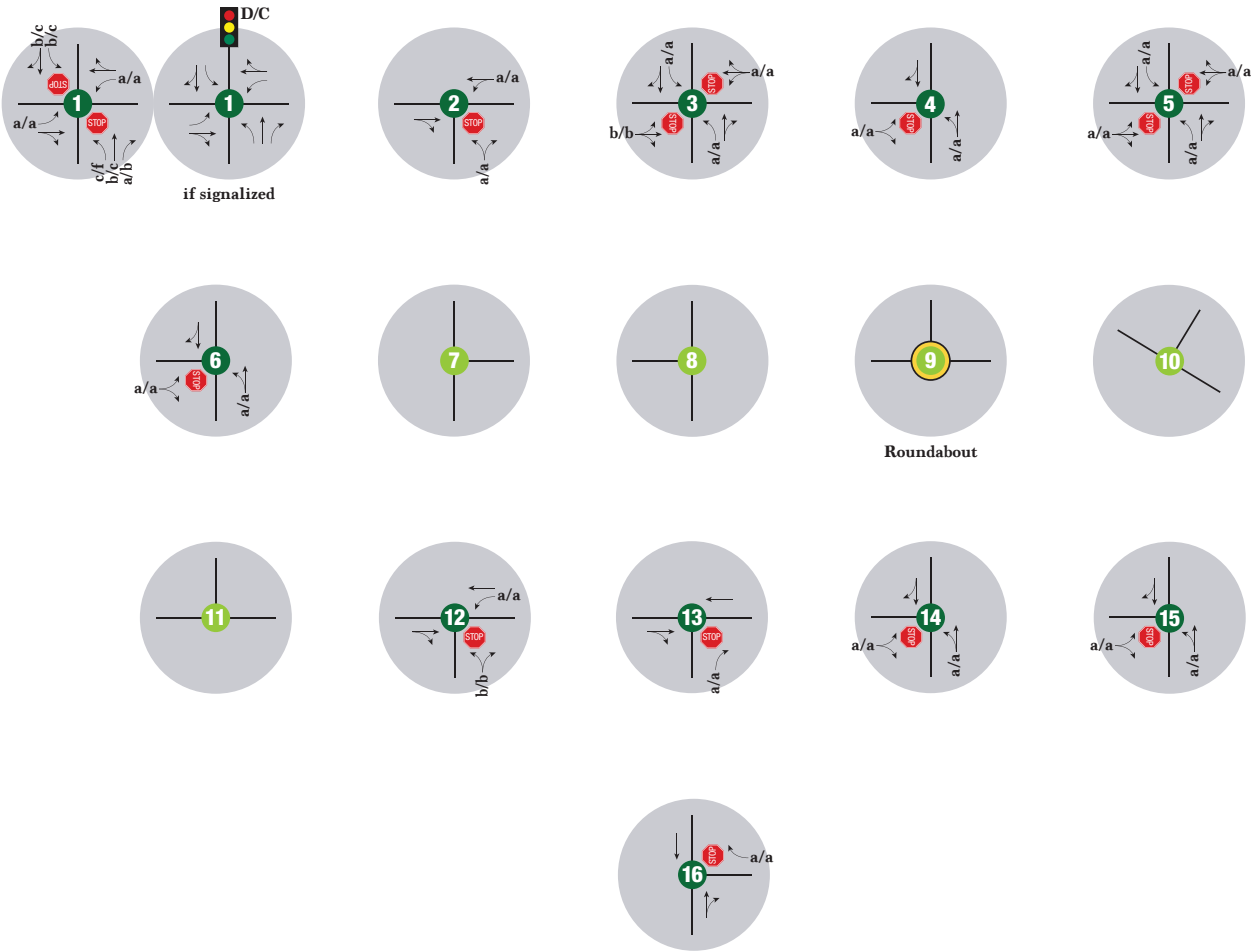 D/C
b/c
b/c
a/a
STOP
1
1
a/a
STOP
c/f
b/c
a/b
if signalized
a/a
2
STOP
a/a
a/a
STOP
a/a
3
b/b
STOP
a/a
4
a/a
STOP
a/a
a/a
STOP
a/a
5
a/a
STOP
a/a
6
a/a
STOP
a/a
7
8
9
Roundabout
10
11
a/a
12
STOP
b/b
13
STOP
a/a
14
a/a
STOP
a/a
15
a/a
STOP
a/a
STOP
a/a
16